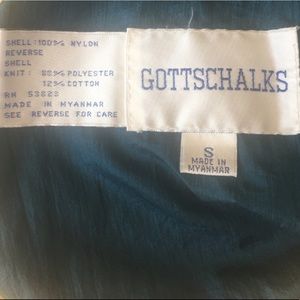 SHELL: 100% NYLON
REVERSE
SHELL
KNIT: 88% POLYESTER
12% COTTON
RN 53823
MADE IN MYANMAR
SEE REVERSE FOR CARE
GOTTSCHALKS
S
MADE IN
MYANMAR